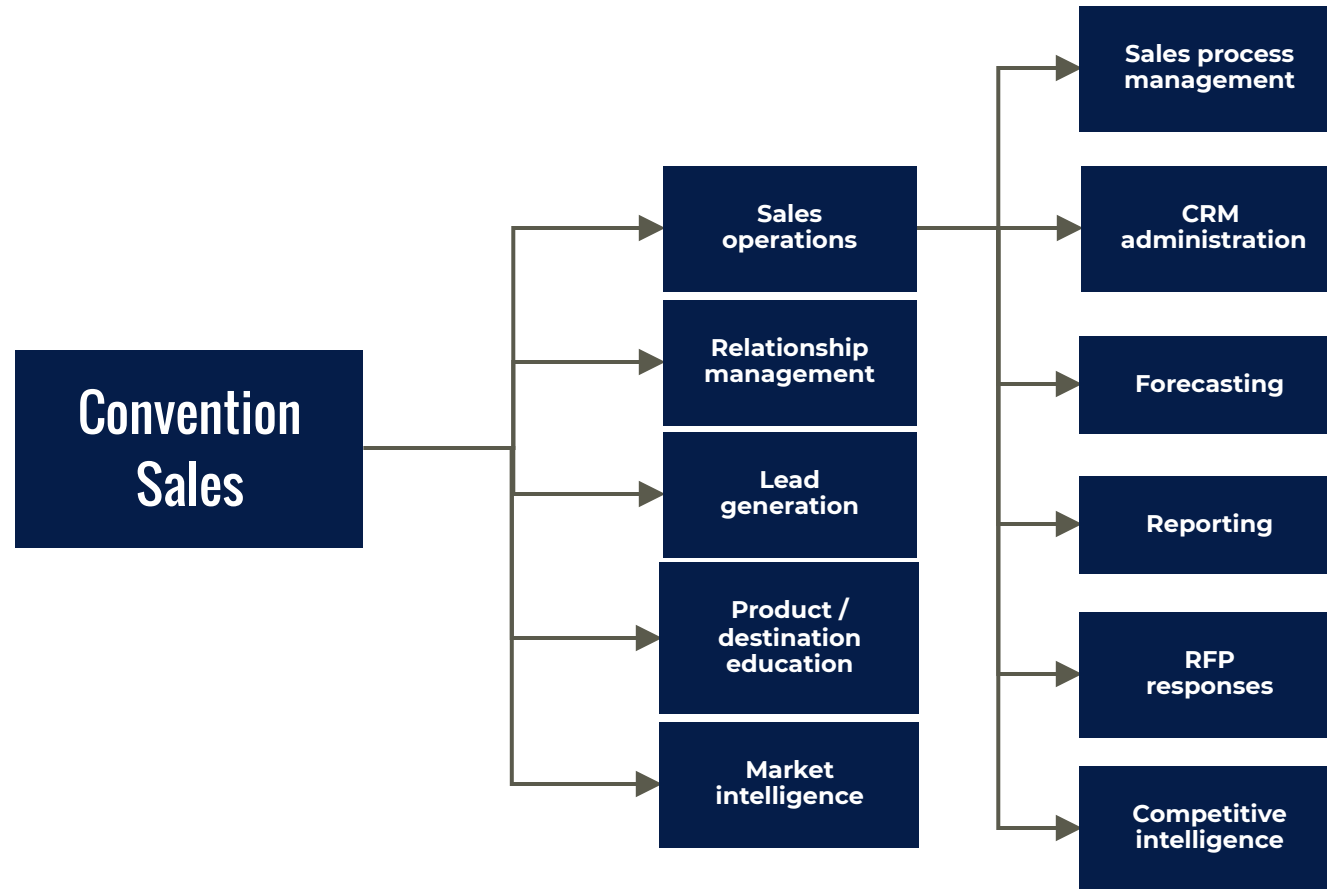 Convention
Sales
Sales
operations
Relationship
management
Lead
generation
Product /
destination
education
Market
intelligence
Sales process
management
CRM
administration
Forecasting
Reporting
RFP
responses
Competitive
intelligence